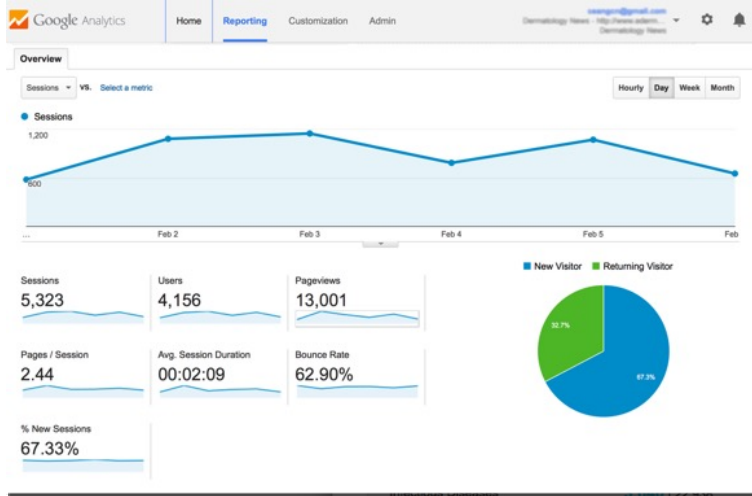 Google Analytics
Home
Reporting
Customization
Admin
Dermatology News
Overview
Sessions
VS.
Select a metric
Hourly
Day
Week
Month
Sessions
1,200
600
...
Feb 2
Feb 3
Feb 4
Feb 5
Feb
New Visitor
Returning Visitor
Sessions
5,323
Users
4,156
Pageviews
13,001
32.7%
67.3%
Pages / Session
2.44
Avg. Session Duration
00:02:09
Bounce Rate
62.90%
% New Sessions
67.33%